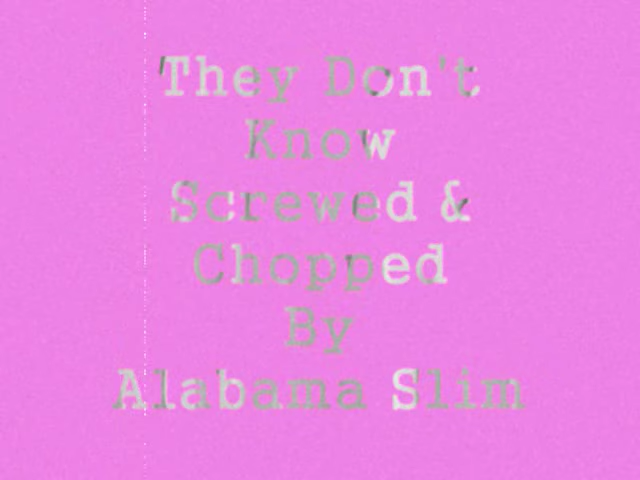 They Don't
Know
Screwed &
Chopped
By
Alabama Slim